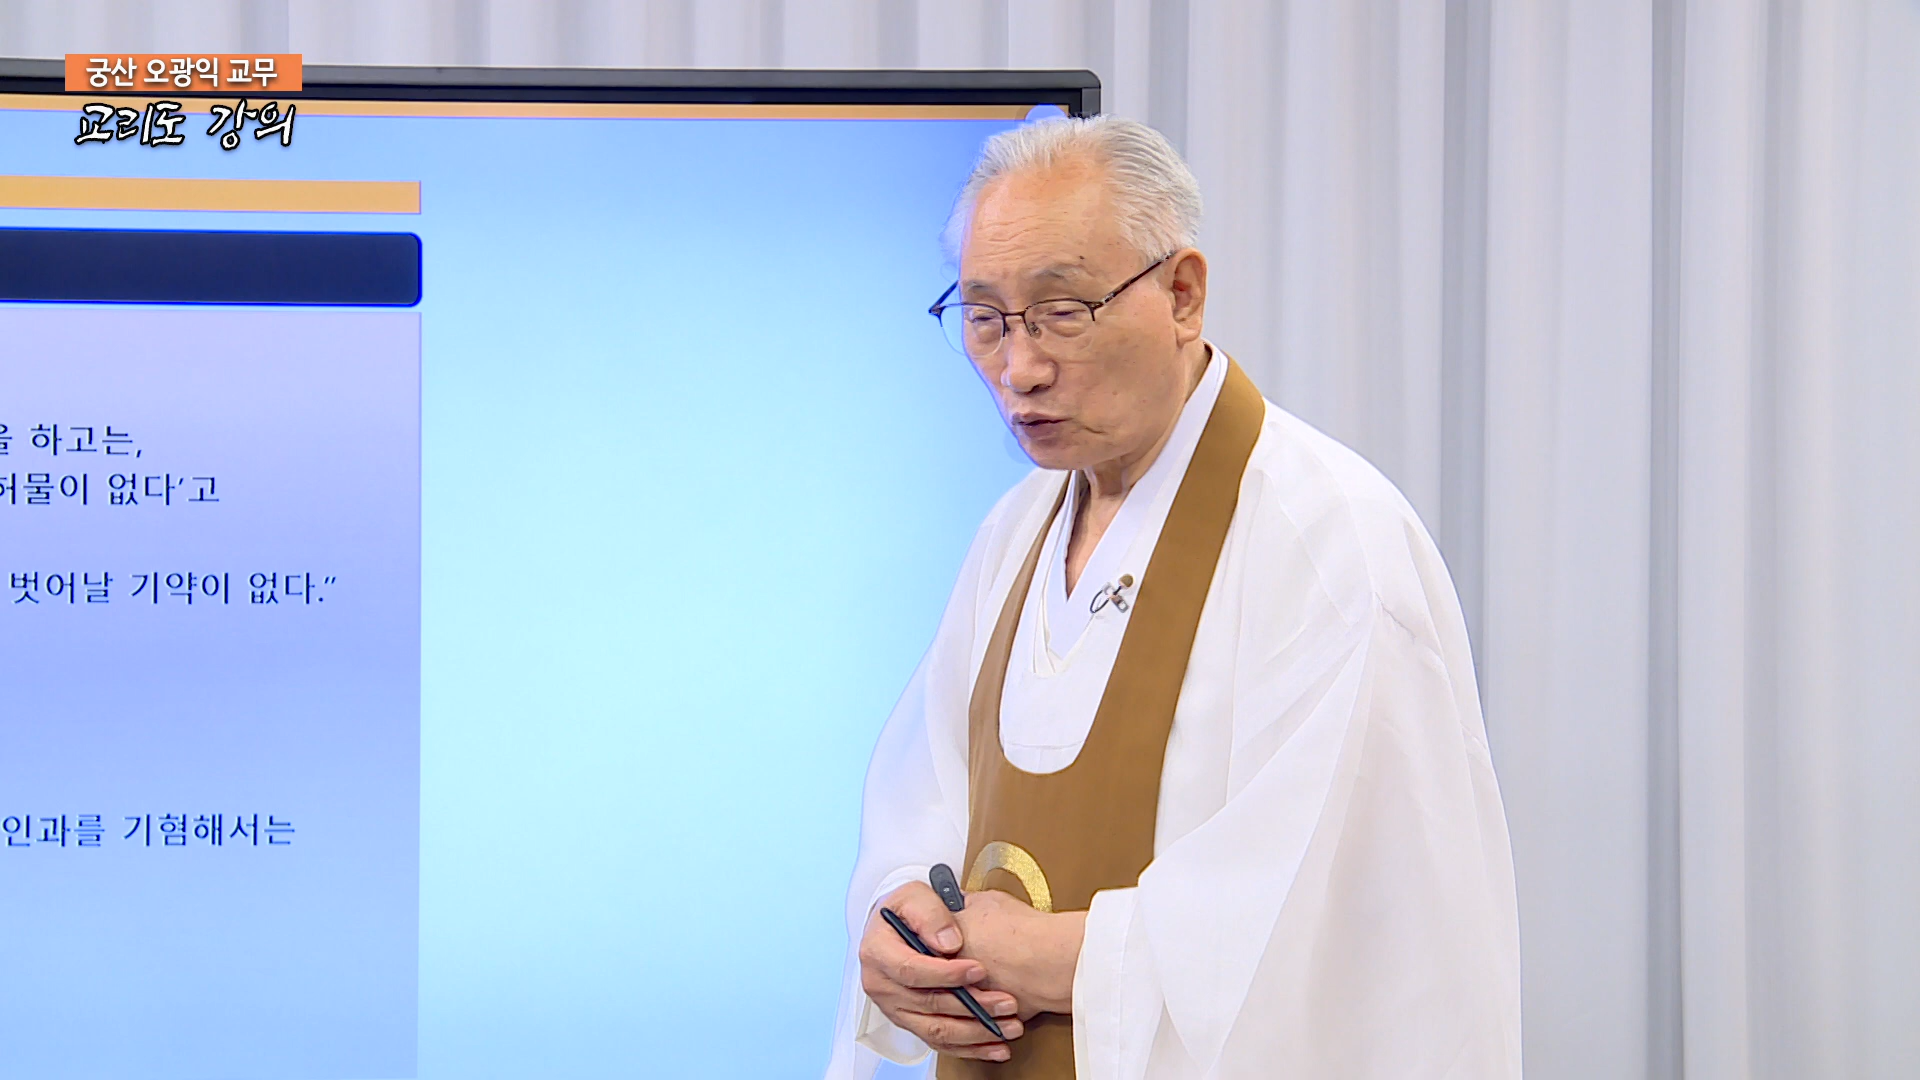 궁산 오광익 교무
교리도 강의
을 하고는,
허물이 없다’고
벗어날 기약이 없다.”
인과를 기혐해서는